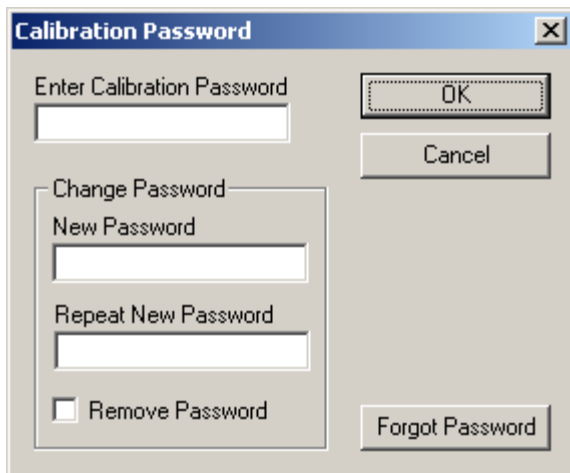 Calibration Password
Enter Calibration Password
OK
Cancel
Change Password
New Password
Repeat New Password
Remove Password
Forgot Password